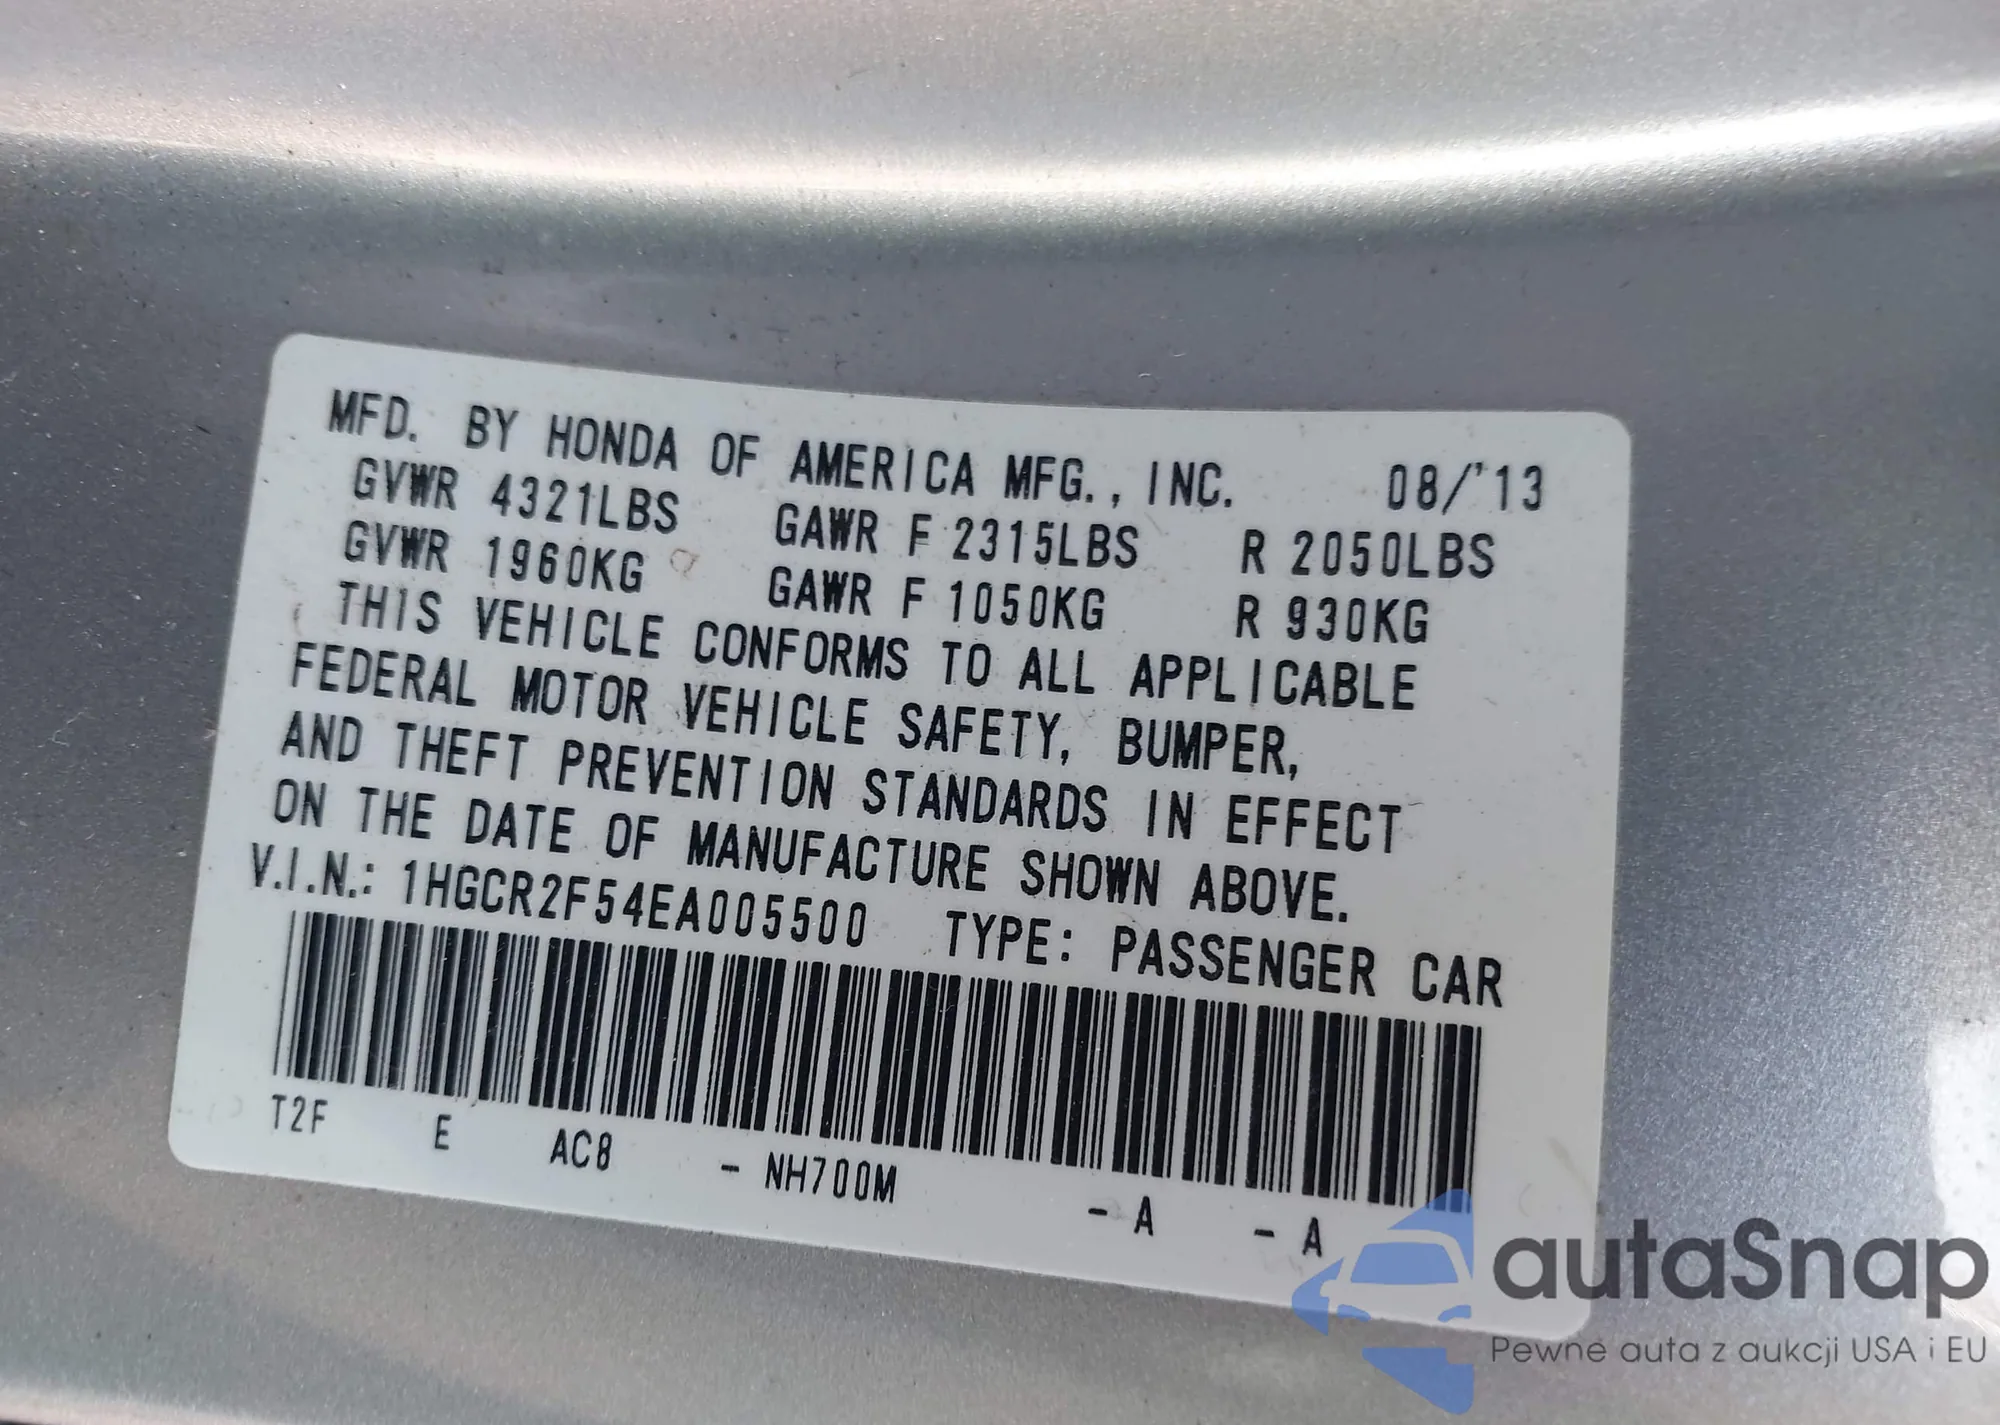 MFD. BY HONDA OF AMERICA MFG., INC. 08/'13
GVWR 4321LBS GAWR F 2315LBS R 2050LBS
GVWR 1960KG GAWR F 1050KG R 930KG
THIS VEHICLE CONFORMS TO ALL APPLICABLE
FEDERAL MOTOR VEHICLE SAFETY, BUMPER,
AND THEFT PREVENTION STANDARDS IN EFFECT
ON THE DATE OF MANUFACTURE SHOWN ABOVE.
V.I.N.: 1HGCR2F54EA005500 TYPE: PASSENGER CAR
T2F E AC8 - NH700M - A - A
autaSnap
Pewne auta z aukcji USA i EU